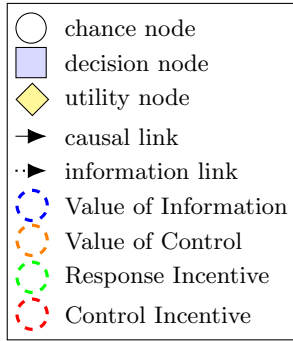 chance node
decision node
utility node
causal link
information link
Value of Information
Value of Control
Response Incentive
Control Incentive